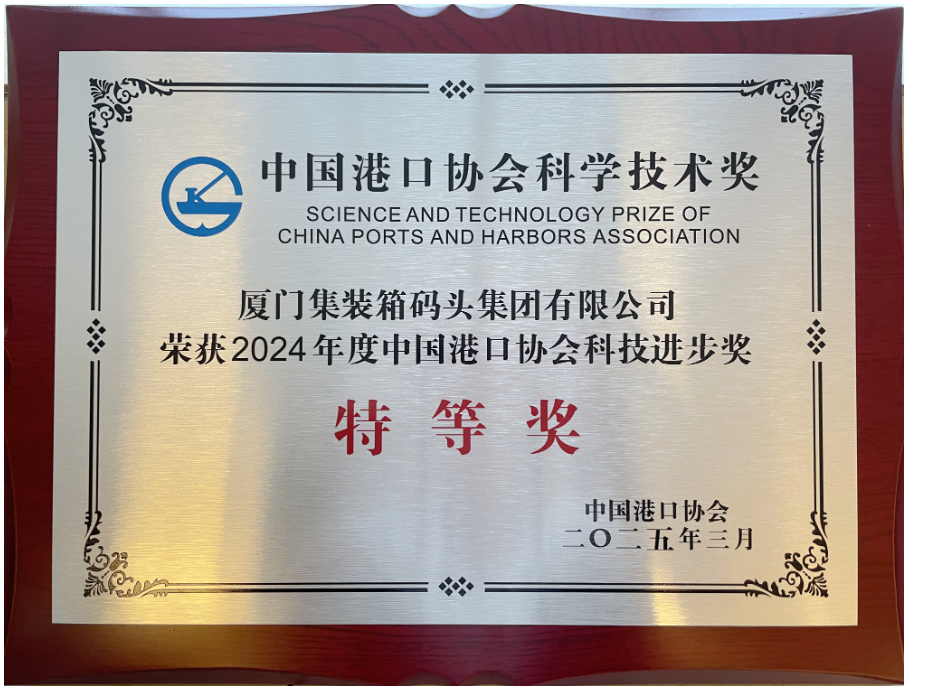 中国港口协会科学技术奖
SCIENCE AND TECHNOLOGY PRIZE OF
CHINA PORTS AND HARBORS ASSOCIATION
厦门集装箱码头集团有限公司
荣获2024年度中国港口协会科技进步奖
特等奖
中国港口协会
二〇二五年三月